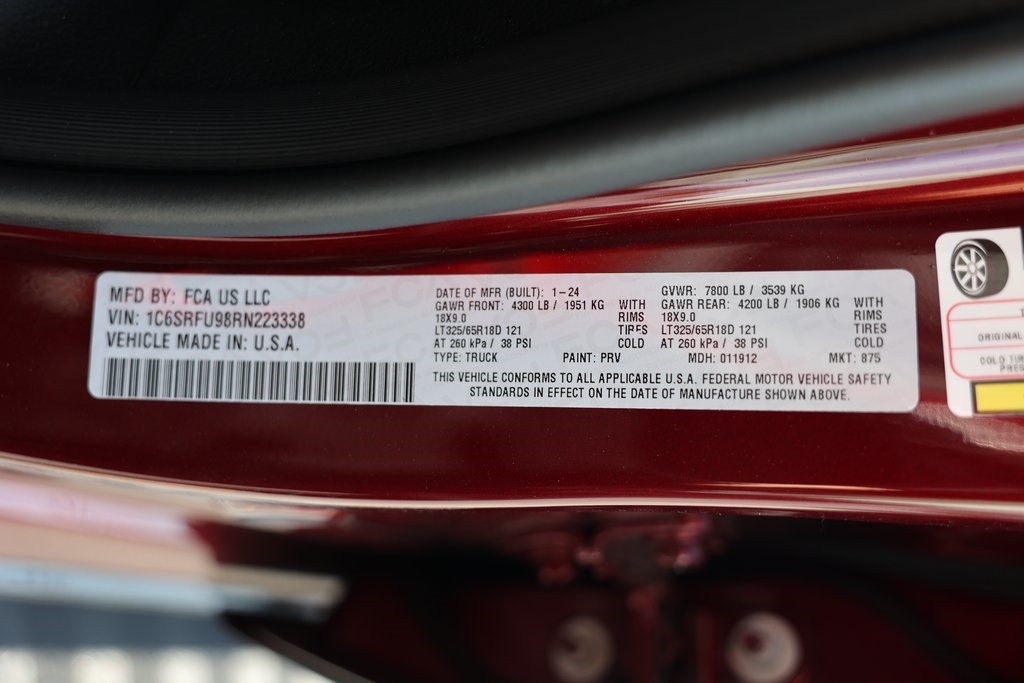 MFD BY: FCA US LLC
VIN: 1C6SRFU98RN223338
VEHICLE MADE IN: U.S.A.
DATE OF MFR (BUILT): 1-24
GAWR FRONT: 4300 LB / 1951 KG WITH
18X9.0 RIMS
LT325/65R18D 121 TIRES
AT 260 kPa / 38 PSI COLD
TYPE: TRUCK PAINT: PRV
GVWR: 7800 LB / 3539 KG
GAWR REAR: 4200 LB / 1906 KG WITH
18X9.0 RIMS
LT325/65R18D 121 TIRES
AT 260 kPa / 38 PSI COLD
MDH: 011912 MKT: 875
THIS VEHICLE CONFORMS TO ALL APPLICABLE U.S.A. FEDERAL MOTOR VEHICLE SAFETY
STANDARDS IN EFFECT ON THE DATE OF MANUFACTURE SHOWN ABOVE.
ORIGINAL
COLD